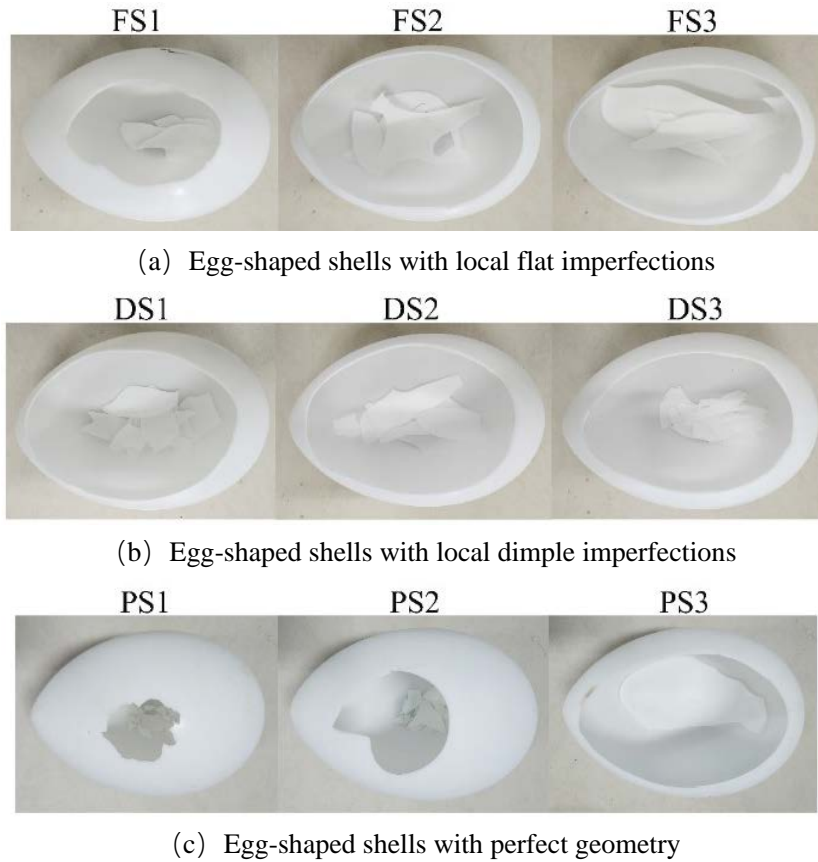 FS1 FS2 FS3
(a) Egg-shaped shells with local flat imperfections
DS1 DS2 DS3
(b) Egg-shaped shells with local dimple imperfections
PS1 PS2 PS3
(c) Egg-shaped shells with perfect geometry